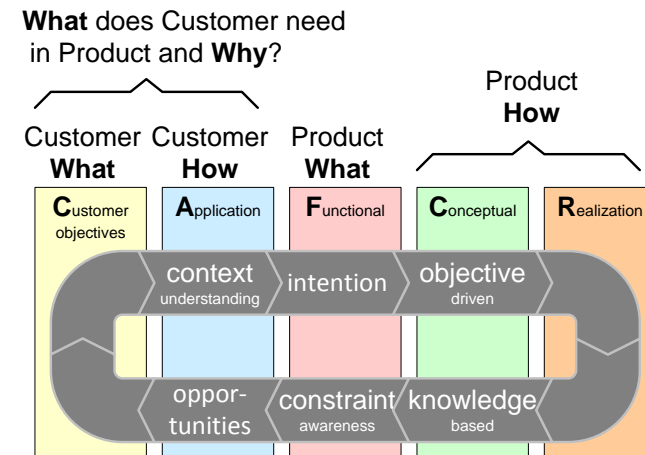 What does Customer need
in Product and Why?
Product
How
Customer Customer Product
What How What
Customer
objectives
Application
Functional
Conceptual
Realization
context
understanding
intention
objective
driven
oppor-
tunities
constraint
awareness
knowledge
based